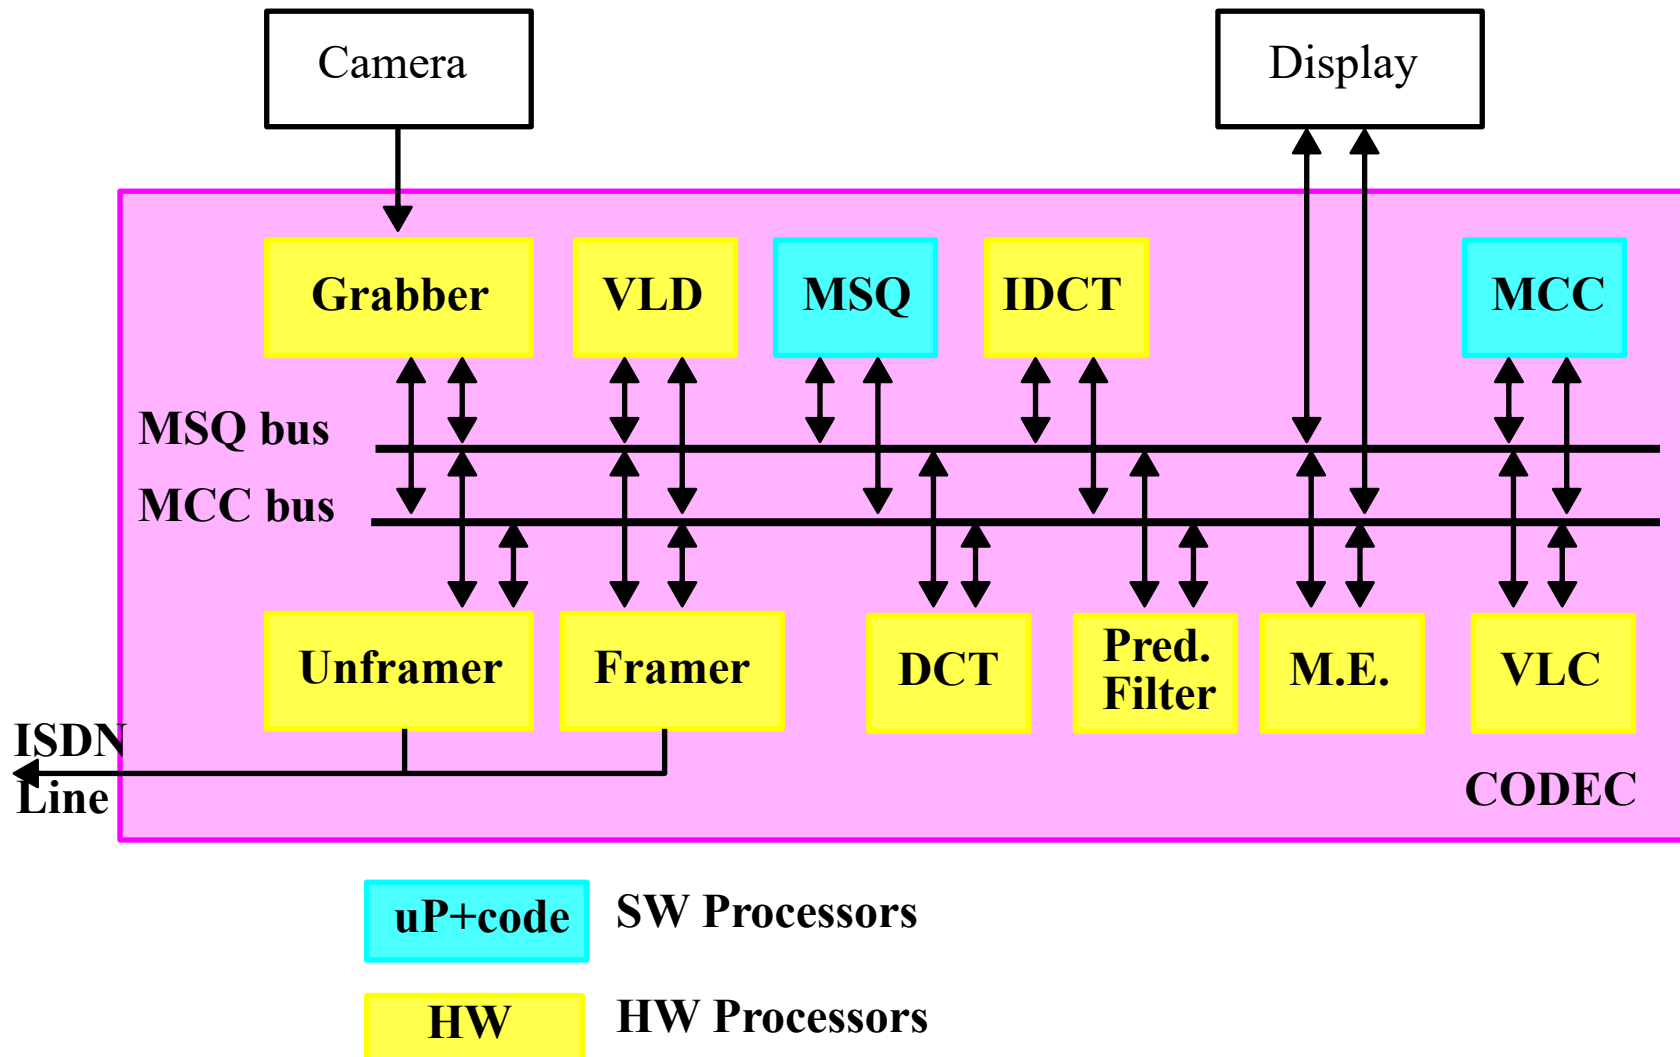 Camera
Display
Grabber
VLD
MSQ
IDCT
MCC
MSQ bus
MCC bus
Unframer
Framer
DCT
Pred.
Filter
M.E.
VLC
ISDN
Line
CODEC
uP+code
SW Processors
HW
HW Processors